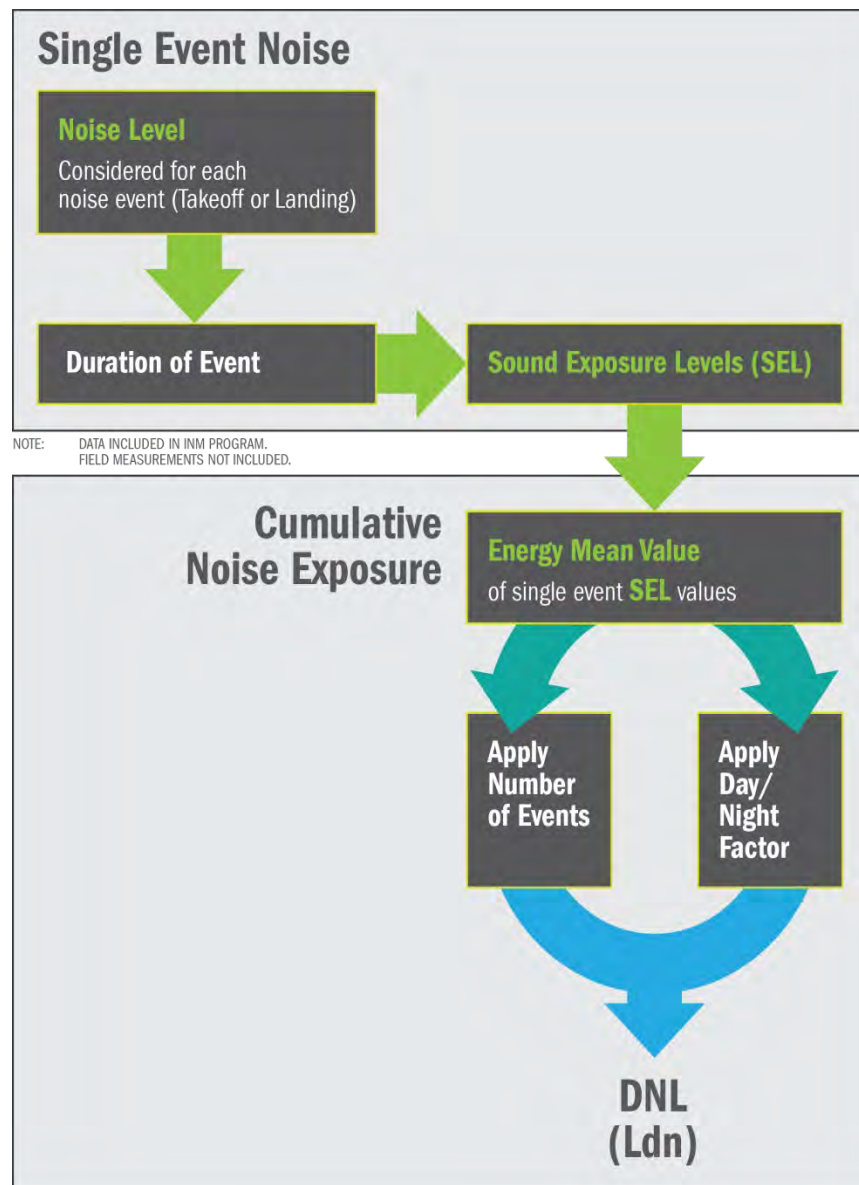 Single Event Noise
Noise Level
Considered for each
noise event (Takeoff or Landing)
Duration of Event
Sound Exposure Levels (SEL)
NOTE: DATA INCLUDED IN INM PROGRAM.
FIELD MEASUREMENTS NOT INCLUDED.
Cumulative
Noise Exposure
Energy Mean Value
of single event SEL values
Apply
Number
of Events
Apply
Day/
Night
Factor
DNL
(Ldn)